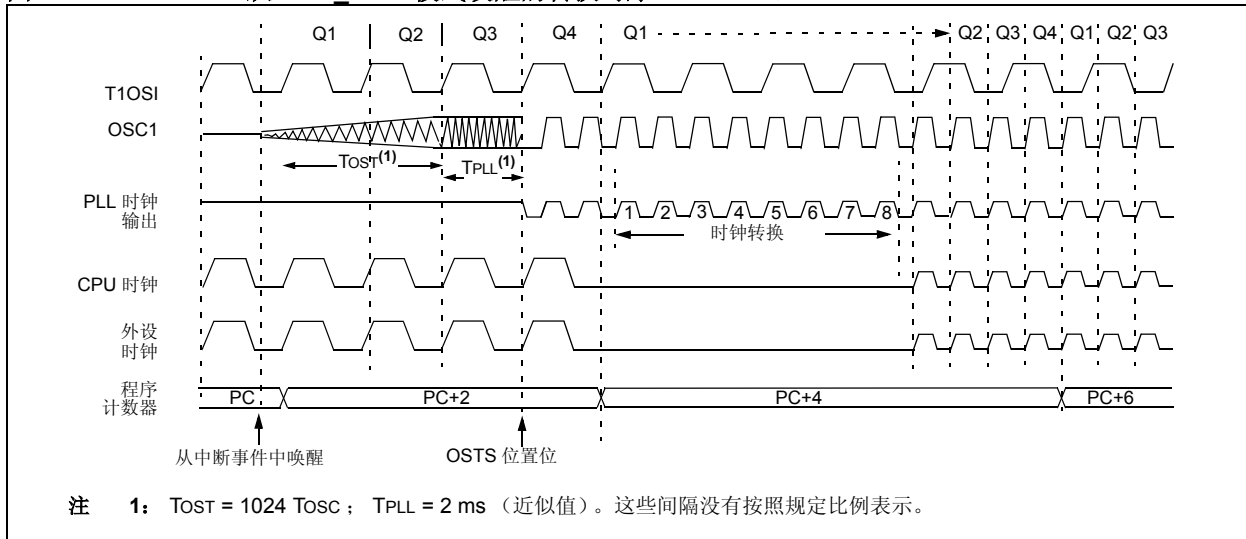 Q1 Q2 Q3 Q4 Q1 Q2 Q3 Q4 Q1 Q2 Q3
T1OSI
OSC1
TOST(1) TPLL(1)
PLL 时钟
输出
1 2 3 4 5 6 7 8
时钟转换
CPU 时钟
外设
时钟
程序
计数器
PC PC+2 PC+4 PC+6
从中断事件中唤醒 OSTS 位置位
注 1： TOST = 1024 TOSC ； TPLL = 2 ms （近似值）。这些间隔没有按照规定比例表示。